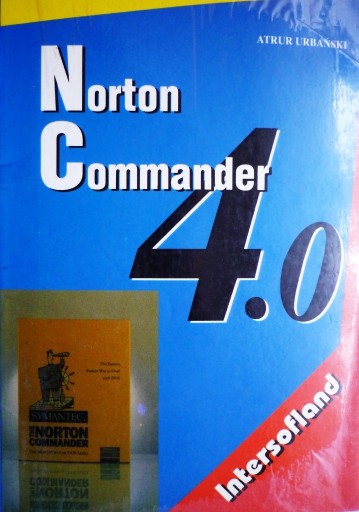 ATRUR URBAŃSKI
Norton
Commander
4.0
SYMANTEC
THE NORTON
COMMANDER
Intersofland